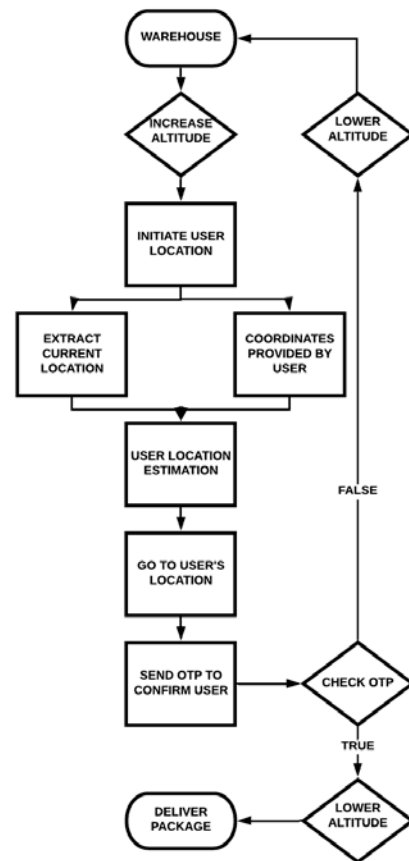 WAREHOUSE
INCREASE
ALTITUDE
LOWER
ALTITUDE
INITIATE USER
LOCATION
EXTRACT
CURRENT
LOCATION
COORDINATES
PROVIDED BY
USER
USER LOCATION
ESTIMATION
FALSE
GO TO USER'S
LOCATION
SEND OTP TO
CONFIRM USER
CHECK OTP
TRUE
DELIVER
PACKAGE
LOWER
ALTITUDE